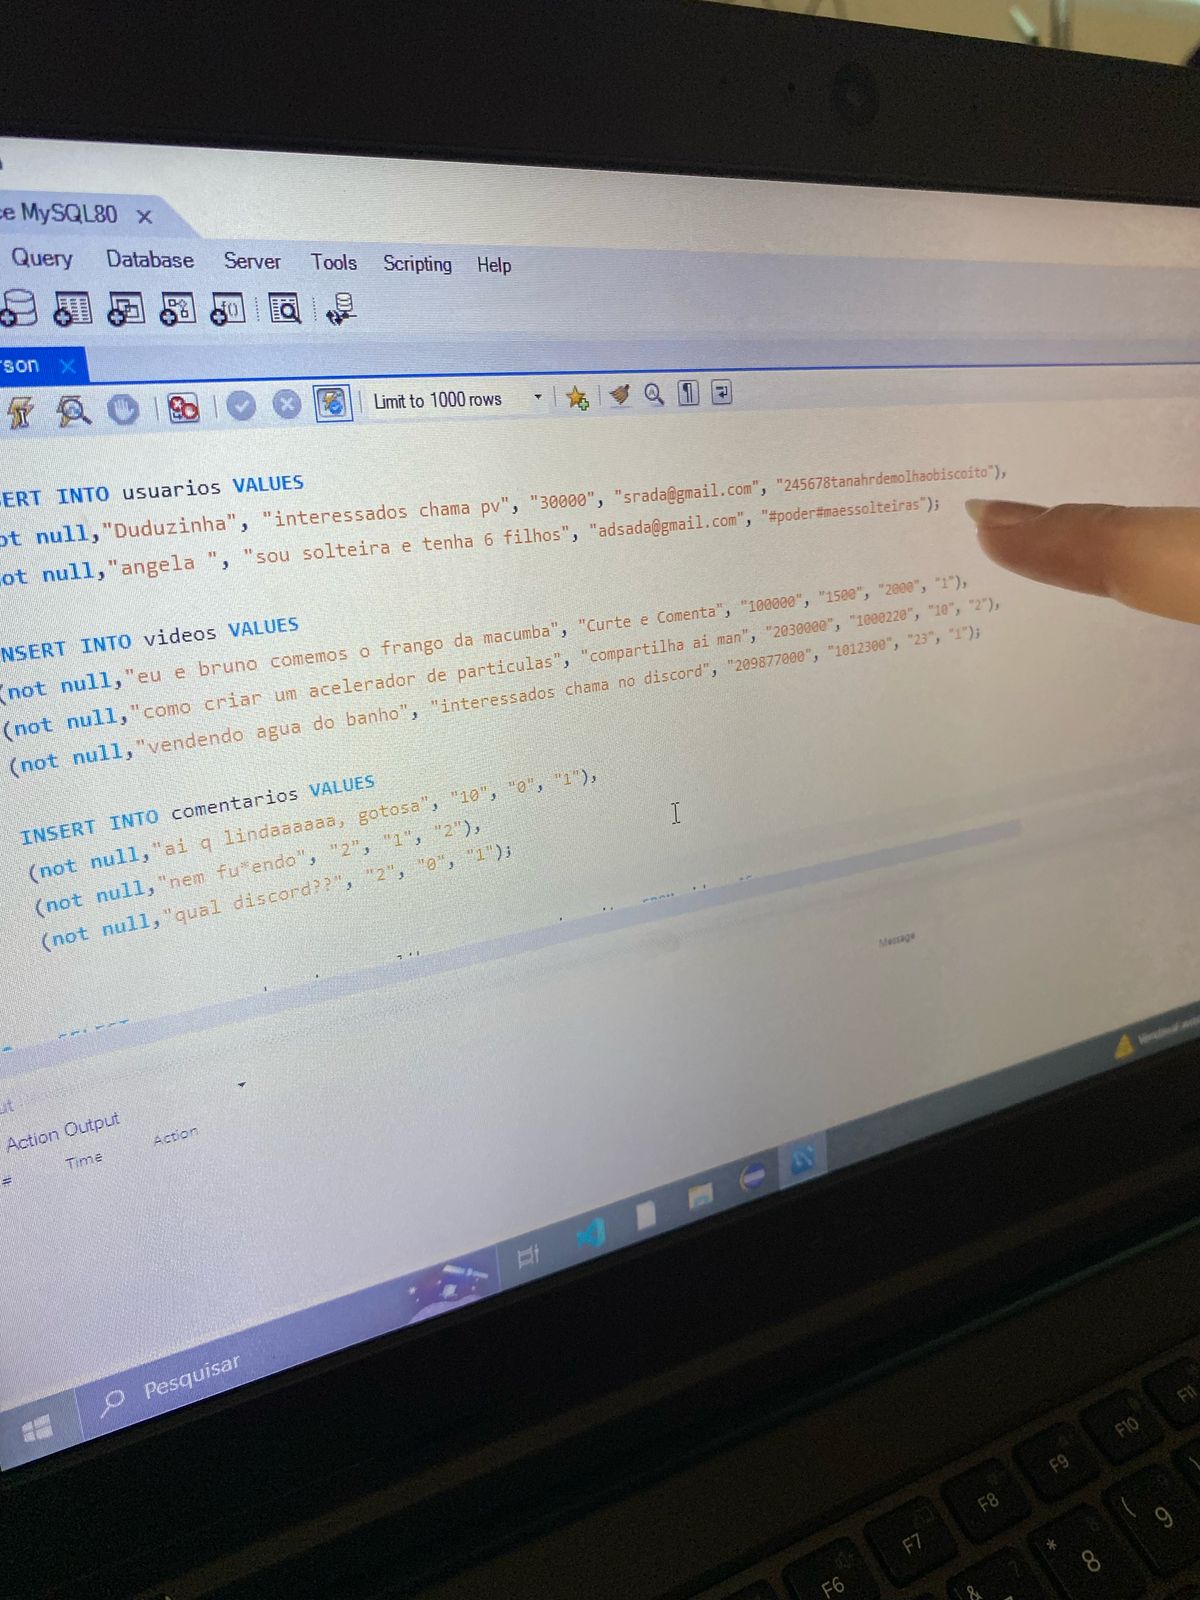 ce MySQL80
Query Database Server Tools Scripting Help
f()
rson
Limit to 1000 rows
SERT INTO usuarios VALUES
ot null,"Duduzinha", "interessados chama pv", "30000", "srada@gmail.com", "245678tanahrdemolhaobiscoito"),
ot null,"angela ", "sou solteira e tenha 6 filhos", "adsada@gmail.com", "#poder#maessolteiras");
INSERT INTO videos VALUES
(not null,"eu e bruno comemos o frango da macumba", "Curte e Comenta", "100000", "1500", "2000", "1"),
(not null,"como criar um acelerador de particulas", "compartilha ai man", "2030000", "1000220", "10", "2"),
(not null,"vendendo agua do banho", "interessados chama no discord", "209877000", "1012300", "23", "1");
INSERT INTO comentarios VALUES
(not null,"ai q lindaaaaaa, gotosa", "10", "0", "1"),
(not null,"nem fu*endo", "2", "1", "2"),
(not null,"qual discord??", "2", "0", "1");
Message
ut
Action Output
# Time Action
Pesquisar
F6 F7 F8 F9 F10 F11
& * 8 ( 9